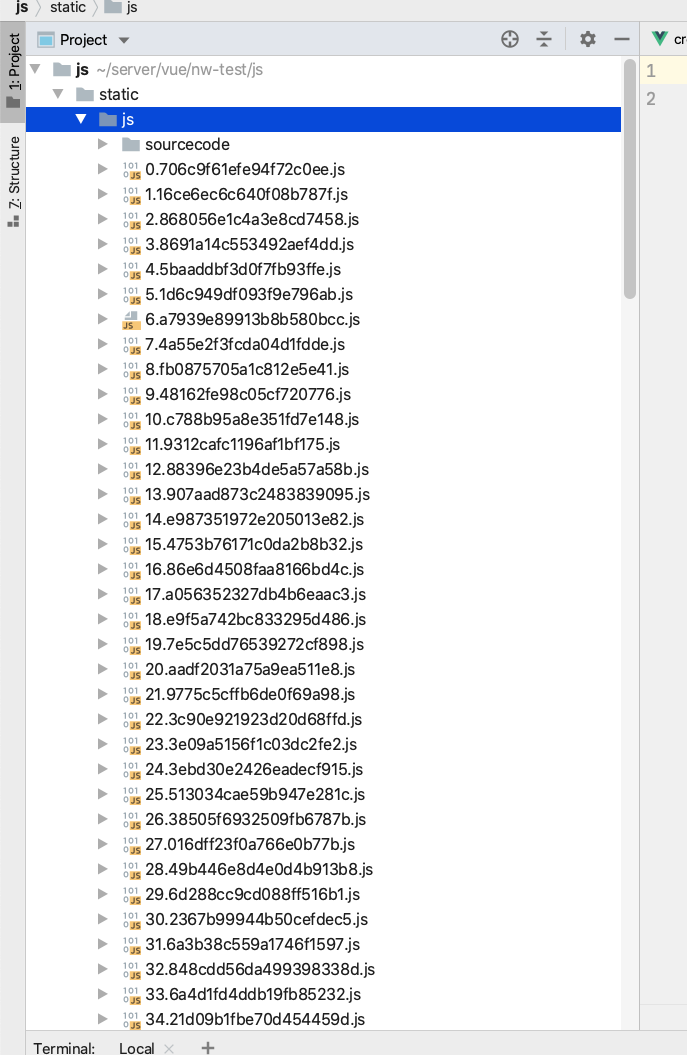 js static js
1: Project
7: Structure
Project
cr
js ~/server/vue/nw-test/js
1
static
2
js
sourcecode
0.706c9f61efe94f72c0ee.js
1.16ce6ec6c640f08b787f.js
2.868056e1c4a3e8cd7458.js
3.8691a14c553492aef4dd.js
4.5baaddbf3d0f7fb93ffe.js
5.1d6c949df093f9e796ab.js
6.a7939e89913b8b580bcc.js
7.4a55e2f3fcda04d1fdde.js
8.fb0875705a1c812e5e41.js
9.48162fe98c05cf720776.js
10.c788b95a8e351fd7e148.js
11.9312cafc1196af1bf175.js
12.88396e23b4de5a57a58b.js
13.907aad873c2483839095.js
14.e987351972e205013e82.js
15.4753b76171c0da2b8b32.js
16.86e6d4508faa8166bd4c.js
17.a056352327db4b6eaac3.js
18.e9f5a742bc833295d486.js
19.7e5c5dd76539272cf898.js
20.aadf2031a75a9ea511e8.js
21.9775c5cffb6de0f69a98.js
22.3c90e921923d20d68ffd.js
23.3e09a5156f1c03dc2fe2.js
24.3ebd30e2426eadecf915.js
25.513034cae59b947e281c.js
26.38505f6932509fb6787b.js
27.016dff23f0a766e0b77b.js
28.49b446e8d4e0d4b913b8.js
29.6d288cc9cd088ff516b1.js
30.2367b99944b50cefdec5.js
31.6a3b38c559a1746f1597.js
32.848cdd56da499398338d.js
33.6a4d1fd4ddb19fb85232.js
34.21d09b1fbe70d454459d.js
Terminal: Local × +